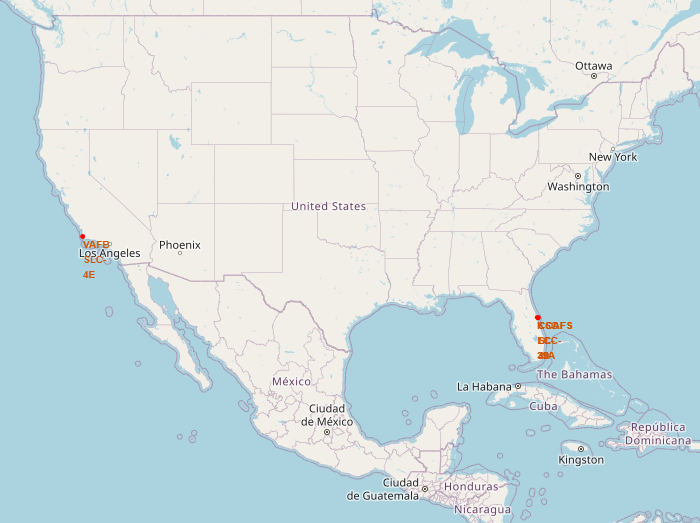 Ottawa
New York
Washington
United States
VAFB
SLC-
4E
Los Angeles
Phoenix
The Bahamas
La Habana
Cuba
México
Ciudad
de México
República
Dominicana
Kingston
Ciudad
de Guatemala
Honduras
Nicaragua